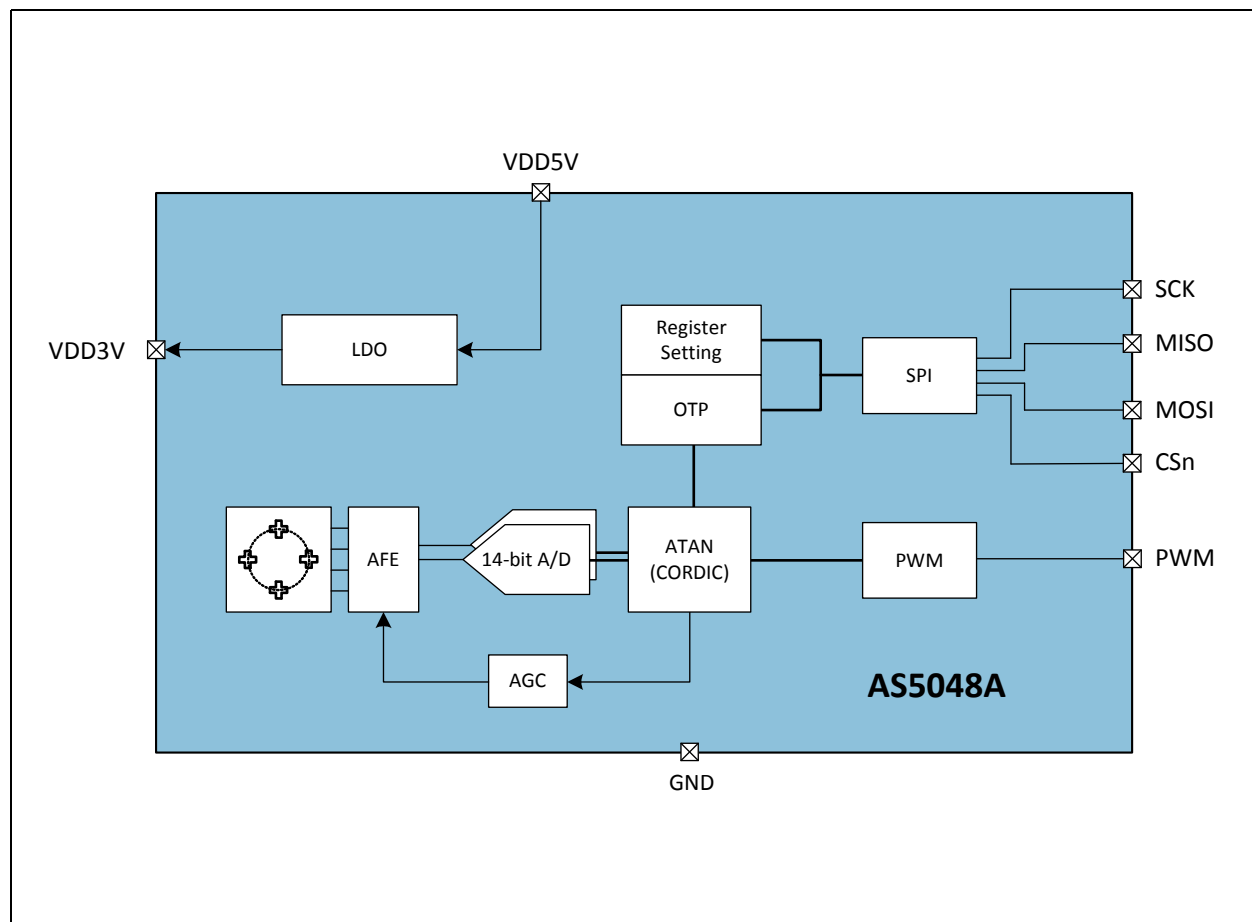 VDD5V
SCK
Register
Setting
MISO
VDD3V
LDO
SPI
OTP
MOSI
CSn
AFE
14-bit A/D
ATAN
(CORDIC)
PWM
PWM
AGC
AS5048A
GND